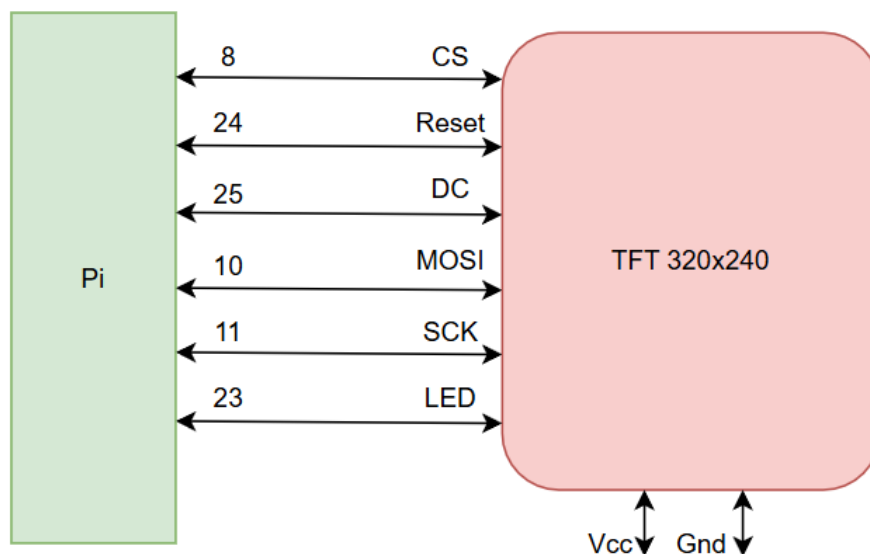 8 CS
24 Reset
25 DC
Pi
10 MOSI
TFT 320x240
11 SCK
23 LED
Vcc Gnd